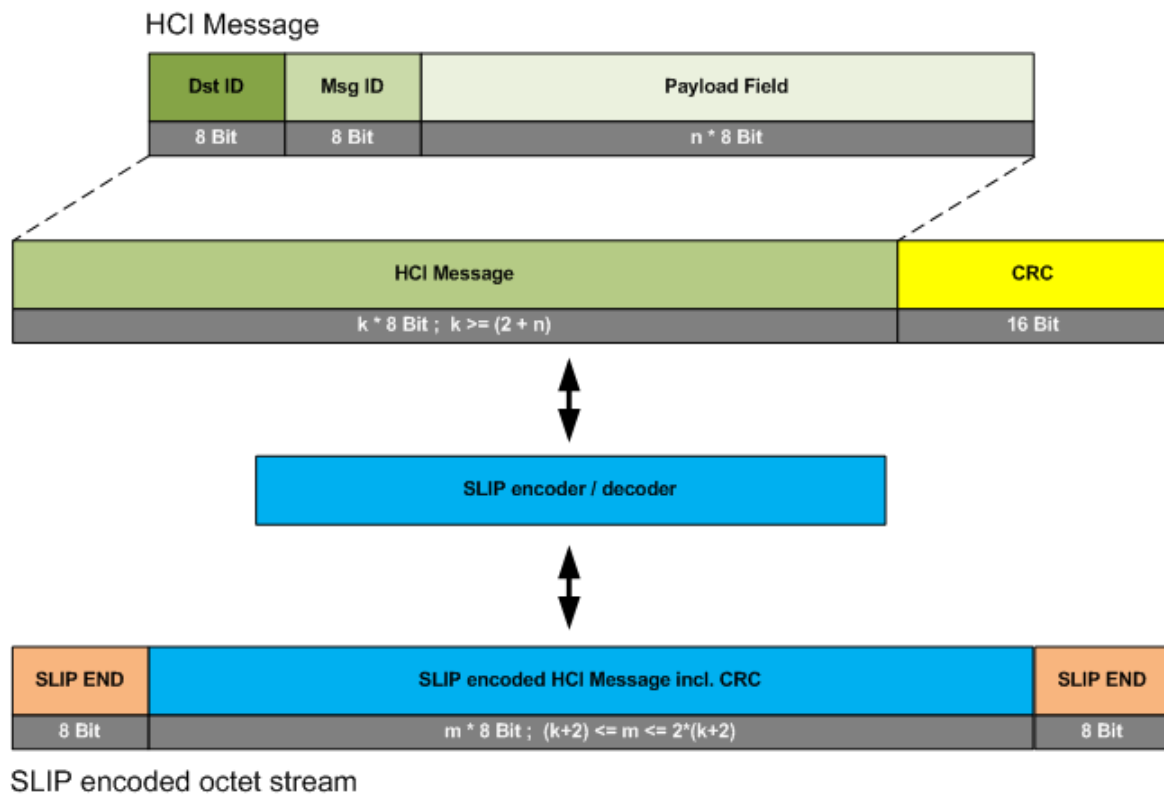 HCI Message
Dst ID Msg ID Payload Field
8 Bit 8 Bit n * 8 Bit
HCI Message CRC
k * 8 Bit ; k >= (2 + n) 16 Bit
SLIP encoder / decoder
SLIP END SLIP encoded HCI Message incl. CRC SLIP END
8 Bit m * 8 Bit ; (k+2) <= m <= 2*(k+2) 8 Bit
SLIP encoded octet stream